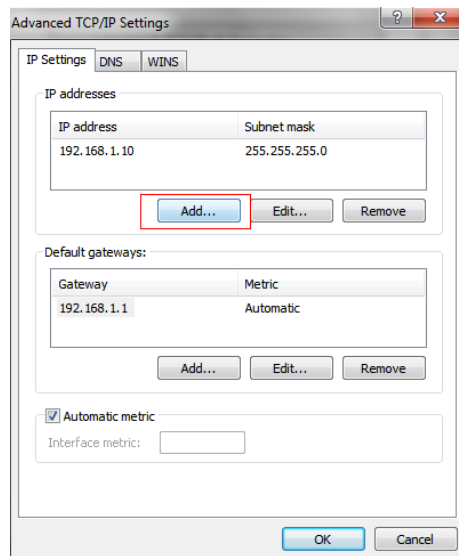 Advanced TCP/IP Settings
IP Settings DNS WINS
IP addresses
IP address Subnet mask
192.168.1.10 255.255.255.0
Add... Edit... Remove
Default gateways:
Gateway Metric
192.168.1.1 Automatic
Add... Edit... Remove
Automatic metric
Interface metric:
OK Cancel